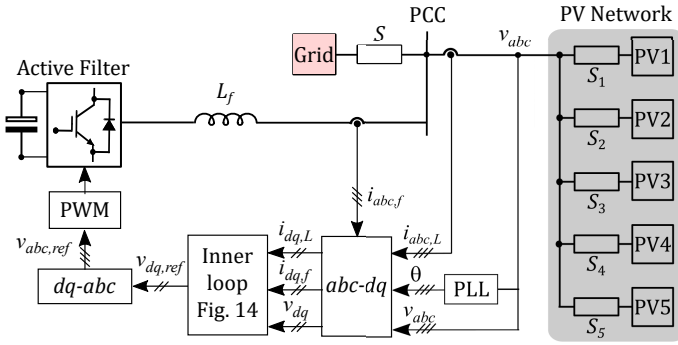 PCC
PV Network
S
v_abc
Grid
PV1
S_1
Active Filter
L_f
PV2
S_2
i_abc,f
PV3
S_3
PWM
i_dq,L
i_abc,L
v_abc,ref
Inner
loop
Fig. 14
abc-dq
PV4
S_4
v_dq,ref
i_dq,f
θ
PLL
dq-abc
v_dq
v_abc
PV5
S_5